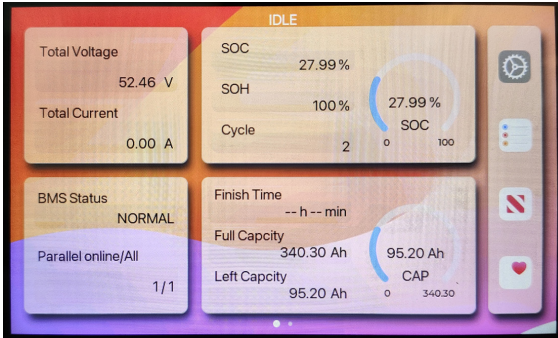 IDLE
Total Voltage
52.46 V
Total Current
0.00 A
SOC
27.99 %
SOH
100 %
Cycle
2
27.99 %
SOC
0 100
BMS Status
NORMAL
Parallel online/All
1/1
Finish Time
-- h -- min
Full Capcity
340.30 Ah
Left Capcity
95.20 Ah
95.20 Ah
CAP
0 340.30